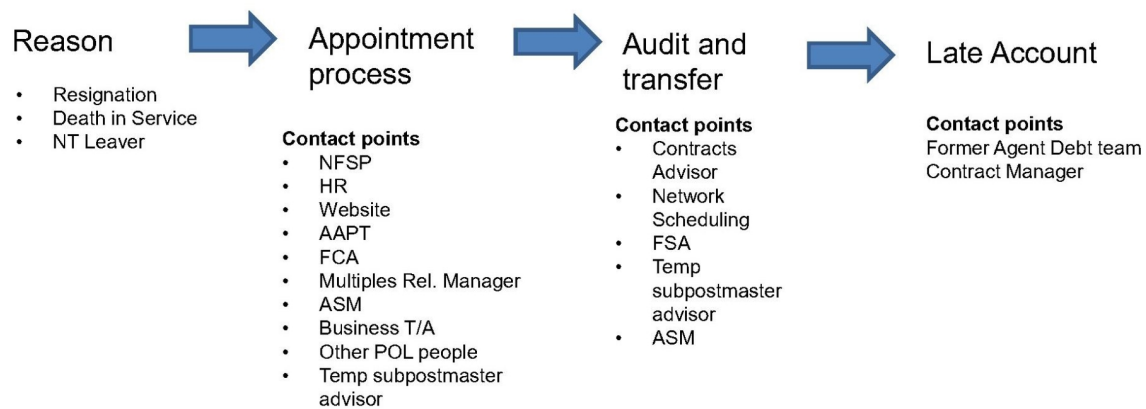 Reason
• Resignation
• Death in Service
• NT Leaver
Appointment
process
Contact points
• NFSP
• HR
• Website
• AAPT
• FCA
• Multiples Rel. Manager
• ASM
• Business T/A
• Other POL people
• Temp subpostmaster
advisor
Audit and
transfer
Contact points
• Contracts
Advisor
• Network
Scheduling
• FSA
• Temp
subpostmaster
advisor
• ASM
Late Account
Contact points
Former Agent Debt team
Contract Manager